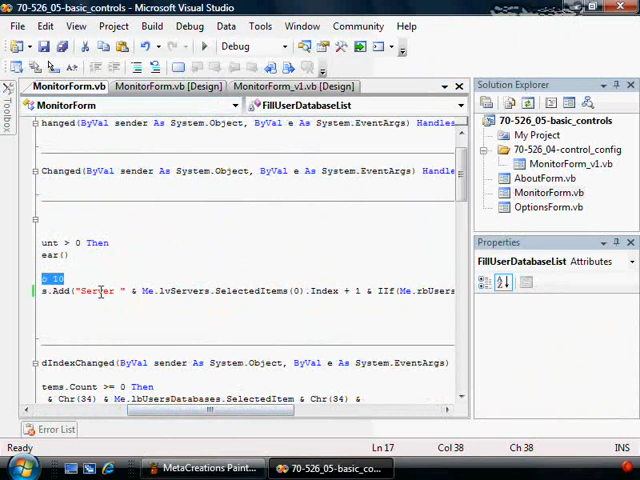 70-526_05-basic_controls - Microsoft Visual Studio
File Edit View Project Build Debug Data Tools Window Community Help
Debug
MonitorForm.vb MonitorForm.vb [Design] MonitorForm_v1.vb [Design]
MonitorForm FillUserDatabaseList
Toolbox
hanged(ByVal sender As System.Object, ByVal e As System.EventArgs) Handles
Changed(ByVal sender As System.Object, ByVal e As System.EventArgs) Handle
unt > 0 Then
ear()
o 10
s.Add("Server " & Me.lvServers.SelectedItems(0).Index + 1 & IIf(Me.rbUsers
dIndexChanged(ByVal sender As System.Object, ByVal e As System.EventArgs)
tems.Count >= 0 Then
& Chr(34) & Me.lbUsersDatabases.SelectedItem & Chr(34) &
Error List
Solution Explorer
70-526_05-basic_controls
My Project
70-526_04-control_config
MonitorForm_v1.vb
AboutForm.vb
MonitorForm.vb
OptionsForm.vb
Properties
FillUserDatabaseList
Ready Ln 17 Col 38 Ch 38 INS
MetaCreations Paint... 70-526_05-basic_co...